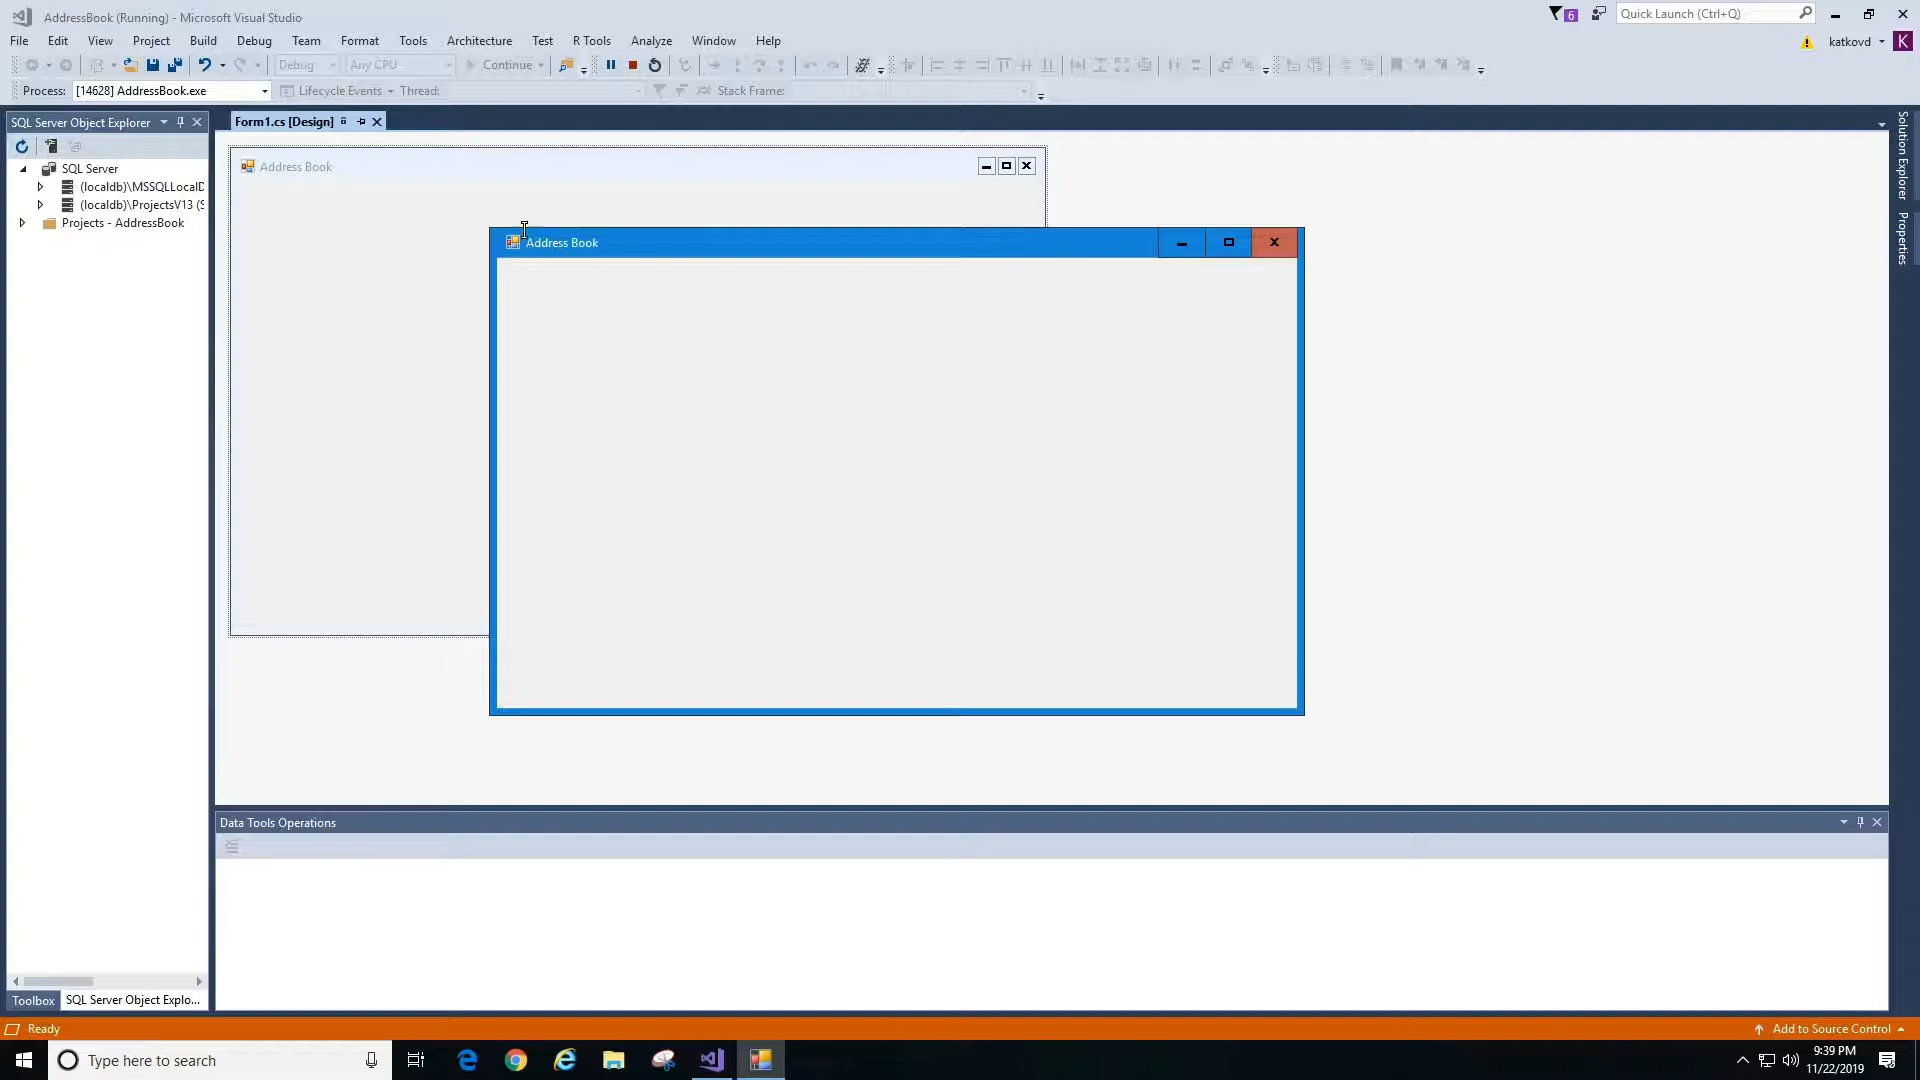 AddressBook (Running) - Microsoft Visual Studio
6
Quick Launch (Ctrl+Q)
File Edit View Project Build Debug Team Format Tools Architecture Test R Tools Analyze Window Help
katkovd
K
Debug
Any CPU
Continue
Process: [14628] AddressBook.exe
Lifecycle Events
Thread:
Stack Frame:
SQL Server Object Explorer
Form1.cs [Design]
SQL Server
(localdb)\MSSQLLocalD
(localdb)\ProjectsV13 (S
Projects - AddressBook
Address Book
Address Book
Solution Explorer
Properties
Data Tools Operations
Toolbox
SQL Server Object Explo...
Ready
Add to Source Control
Type here to search
9:39 PM
11/22/2019